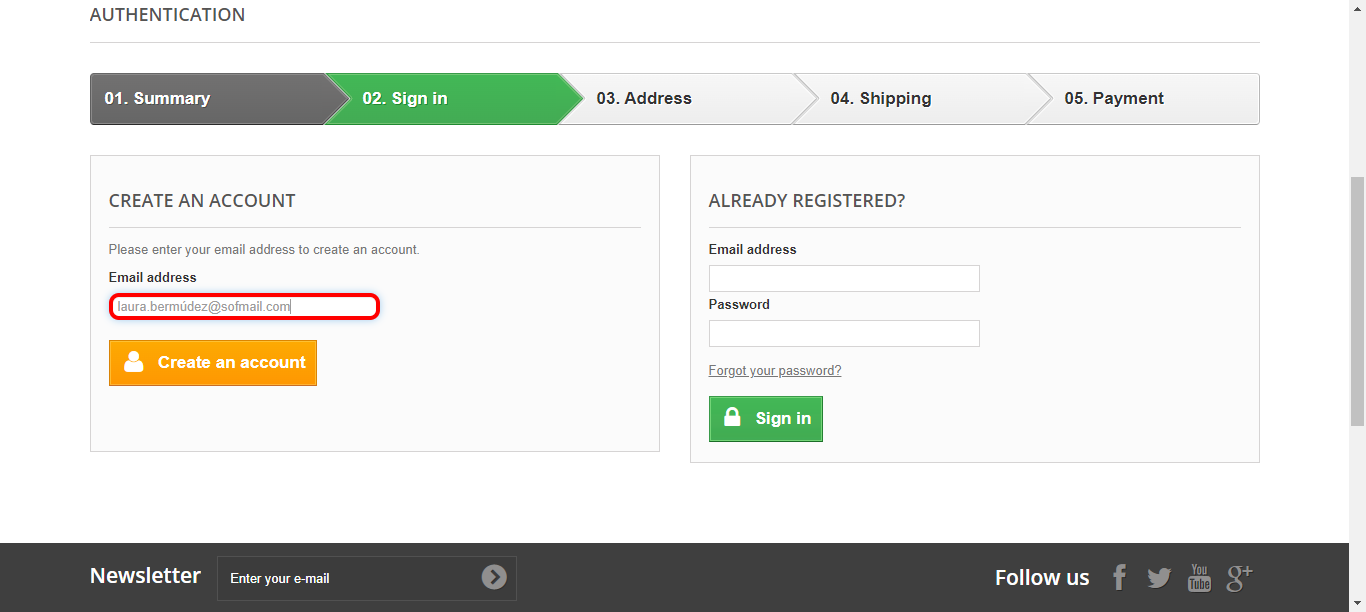 AUTHENTICATION
01. Summary
02. Sign in
03. Address
04. Shipping
05. Payment
CREATE AN ACCOUNT
Please enter your email address to create an account.
Email address
laura.bermúdez@sofmail.com
Create an account
ALREADY REGISTERED?
Email address
Password
Forgot your password?
Sign in
Newsletter
Enter your e-mail
Follow us
You
Tube
g+